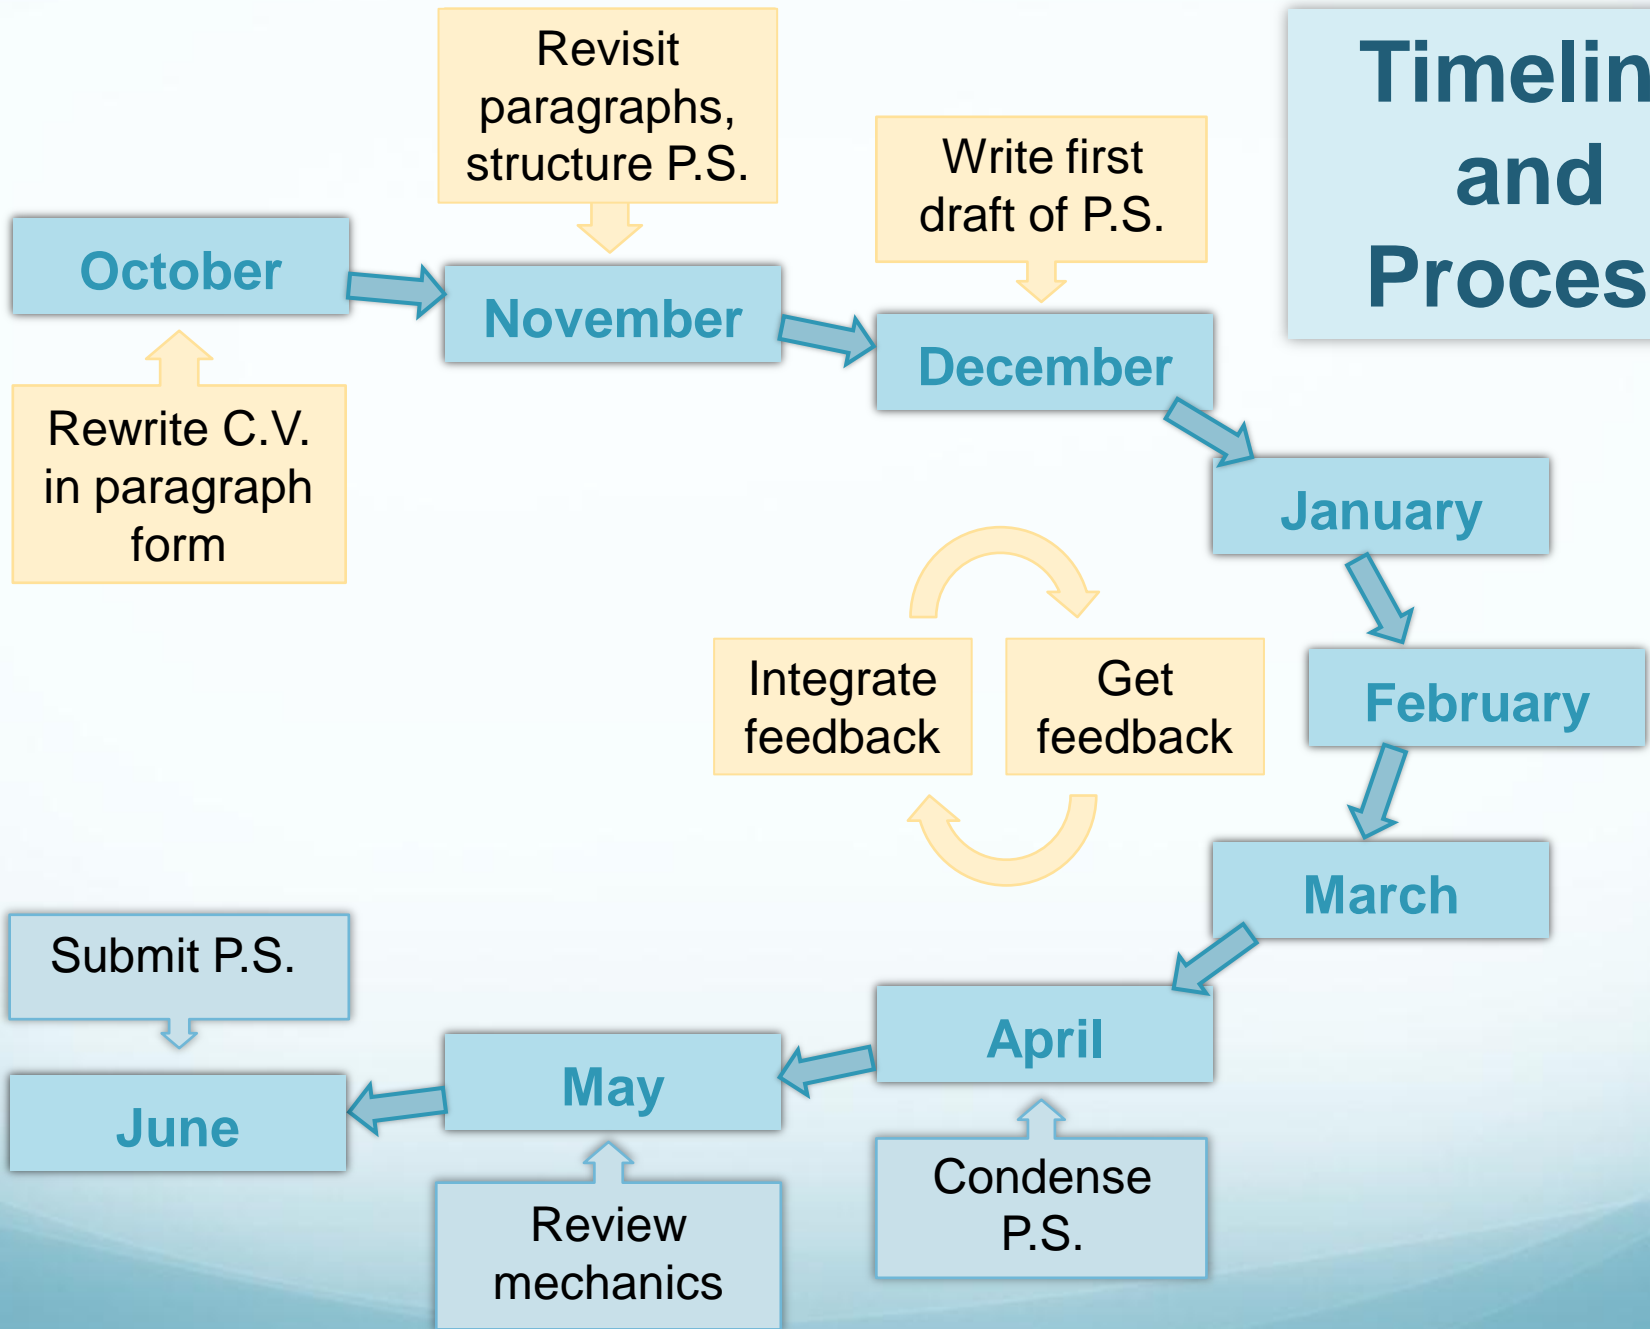 Timelin
and
Proces
October
Rewrite C.V.
in paragraph
form
Revisit
paragraphs,
structure P.S.
November
Write first
draft of P.S.
December
January
February
March
Integrate
feedback
Get
feedback
April
Condense
P.S.
May
Review
mechanics
Submit P.S.
June